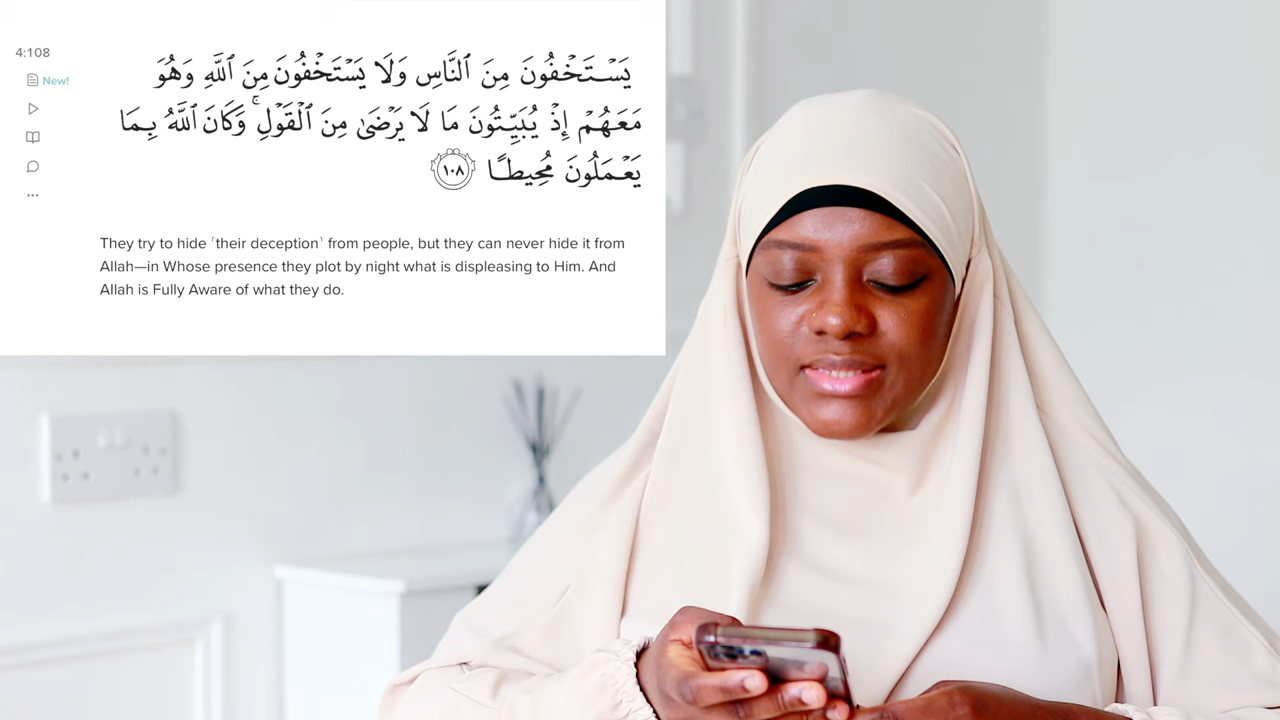 4:108
New!
يَسْتَخْفُونَ مِنَ ٱلنَّاسِ وَلَا يَسْتَخْفُونَ مِنَ ٱللَّهِ وَهُوَ
مَعَهُمْ إِذْ يُبَيِّتُونَ مَا لَا يَرْضَىٰ مِنَ ٱلْقَوْلِ ۚ وَكَانَ ٱللَّهُ بِمَا
يَعْمَلُونَ مُحِيطًا ١٠٨
They try to hide ˹their deception˺ from people, but they can never hide it from
Allah—in Whose presence they plot by night what is displeasing to Him. And
Allah is Fully Aware of what they do.